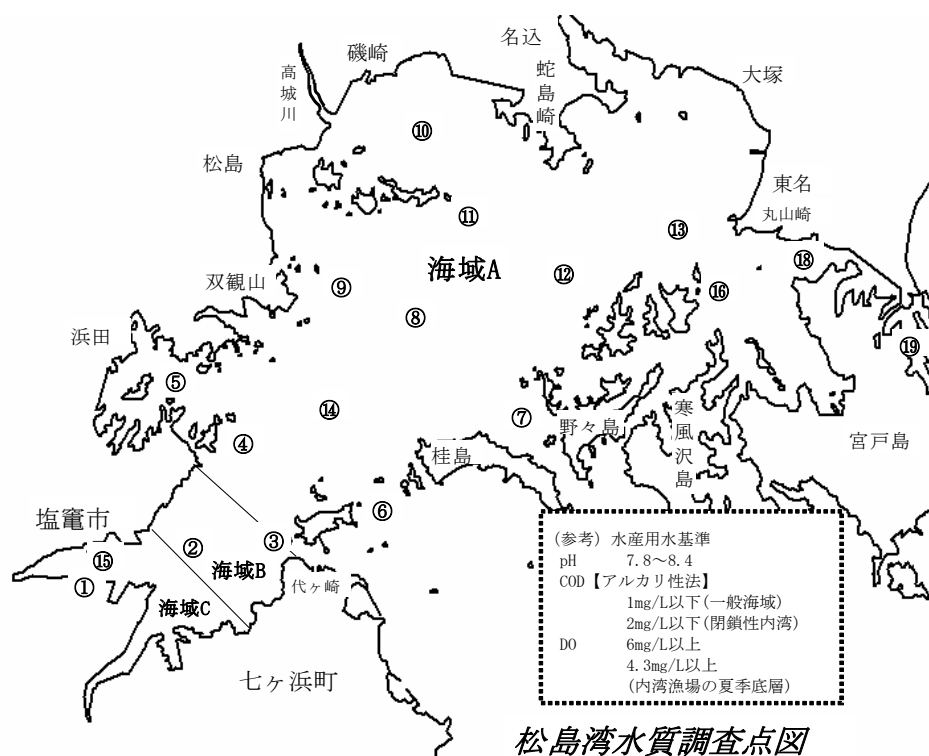 名込
磯崎
高城川
蛇島崎
大塚
⑩
松島
東名
丸山崎
⑪
⑬
⑱
海域A
⑫
双観山
⑨
⑯
⑧
浜田
⑲
⑤
⑭
⑦
野々島
寒風沢島
④
桂島
宮戸島
塩竈市
⑥
③
②
⑮
海域B
①
代ヶ崎
海域C
七ヶ浜町
(参考) 水産用水基準
pH 7.8～8.4
COD【アルカリ性法】
1mg/L以下(一般海域)
2mg/L以下(閉鎖性内湾)
DO 6mg/L以上
4.3mg/L以上
(内湾漁場の夏季底層)
松島湾水質調査点図